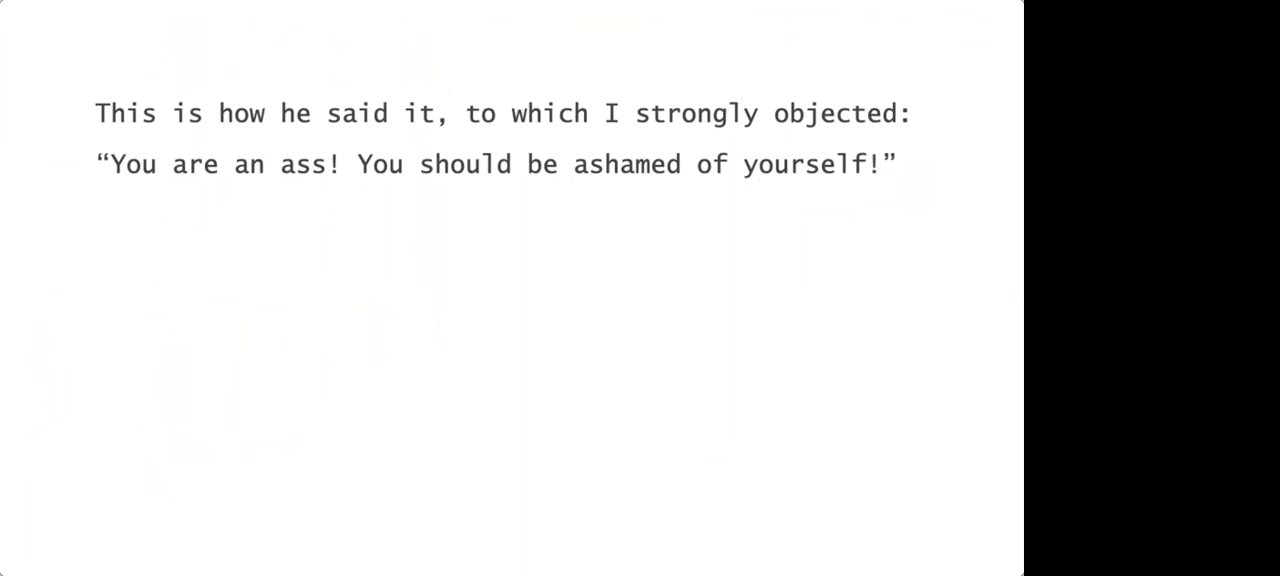 This is how he said it, to which I strongly objected:
“You are an ass! You should be ashamed of yourself!”